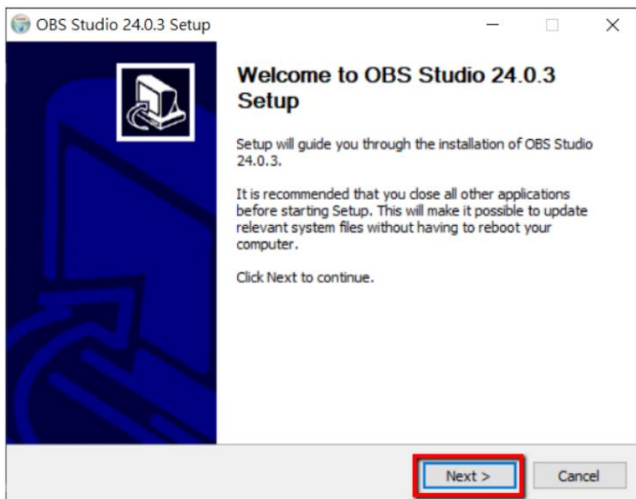 OBS Studio 24.0.3 Setup
Welcome to OBS Studio 24.0.3
Setup
Setup will guide you through the installation of OBS Studio
24.0.3.
It is recommended that you close all other applications
before starting Setup. This will make it possible to update
relevant system files without having to reboot your
computer.
Click Next to continue.
Next >
Cancel